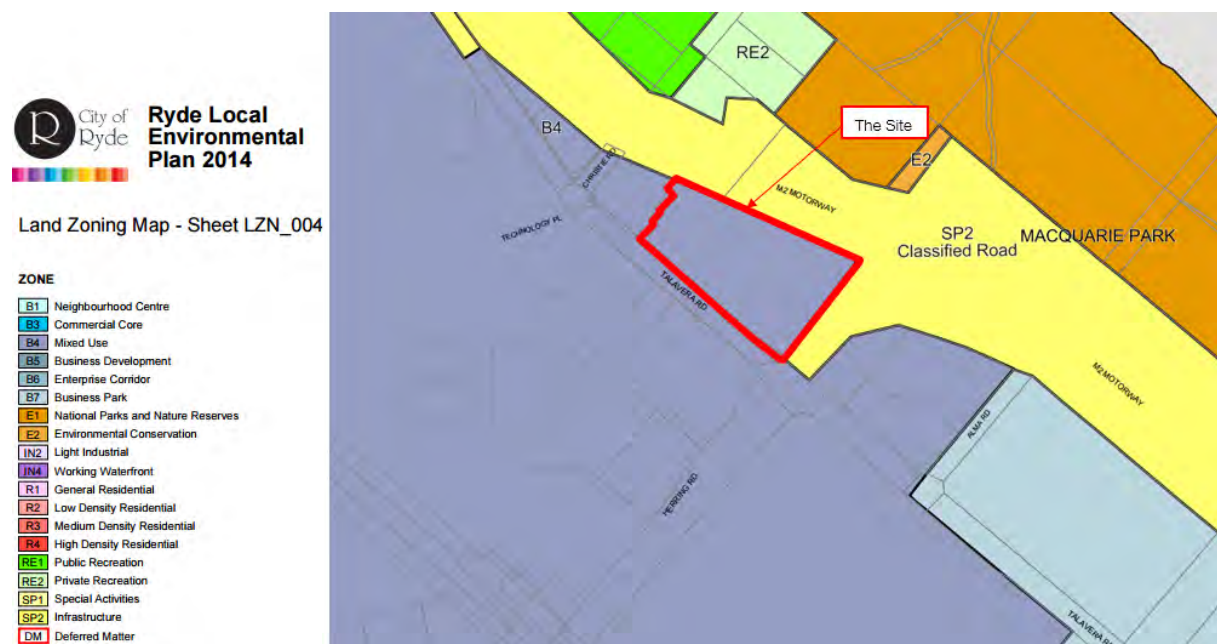 R
City of
Ryde
Ryde Local
Environmental
Plan 2014
Land Zoning Map - Sheet LZN_004
ZONE
B1 Neighbourhood Centre
B3 Commercial Core
B4 Mixed Use
B5 Business Development
B6 Enterprise Corridor
B7 Business Park
E1 National Parks and Nature Reserves
E2 Environmental Conservation
IN2 Light Industrial
IN4 Working Waterfront
R1 General Residential
R2 Low Density Residential
R3 Medium Density Residential
R4 High Density Residential
RE1 Public Recreation
RE2 Private Recreation
SP1 Special Activities
SP2 Infrastructure
DM Deferred Matter
RE2
The Site
B4
E2
CHRISTIE RD
M2 MOTORWAY
TECHNOLOGY PL
SP2
Classified Road
MACQUARIE PARK
TALAVERA RD
M2 MOTORWAY
ALMA RD
HERRING RD
TALAVERA RD